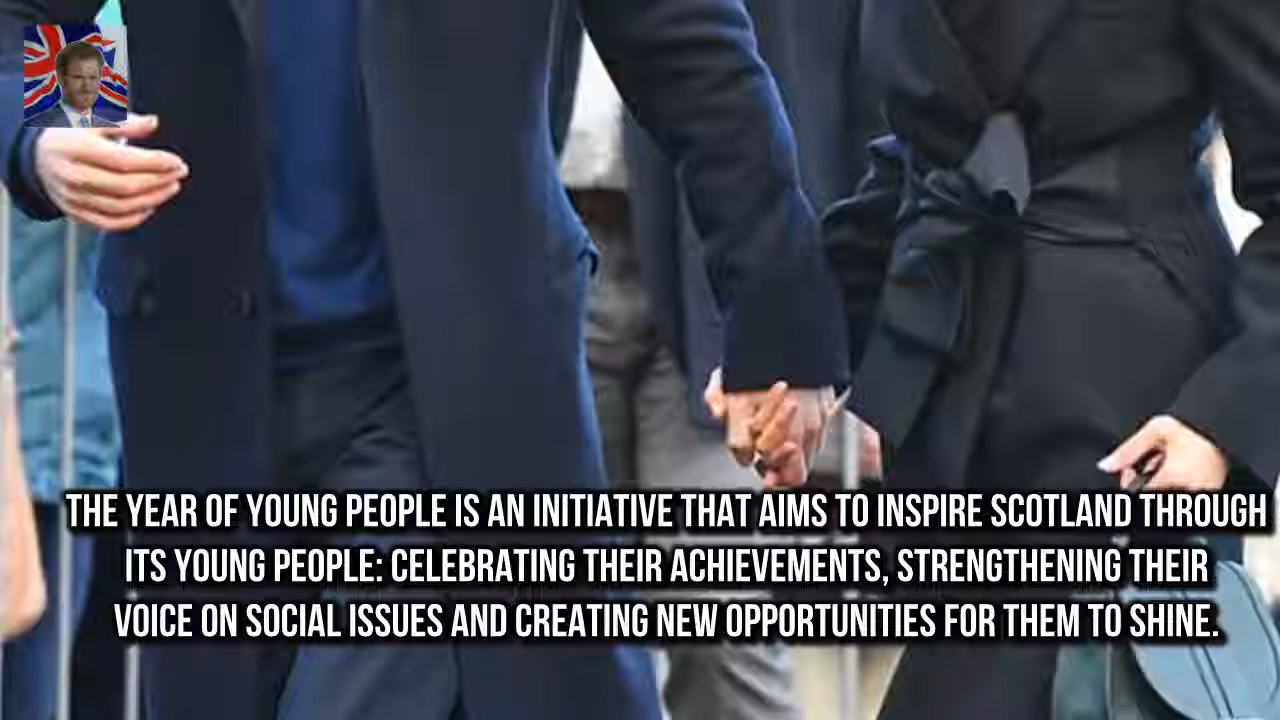 THE YEAR OF YOUNG PEOPLE IS AN INITIATIVE THAT AIMS TO INSPIRE SCOTLAND THROUGH
ITS YOUNG PEOPLE: CELEBRATING THEIR ACHIEVEMENTS, STRENGTHENING THEIR
VOICE ON SOCIAL ISSUES AND CREATING NEW OPPORTUNITIES FOR THEM TO SHINE.